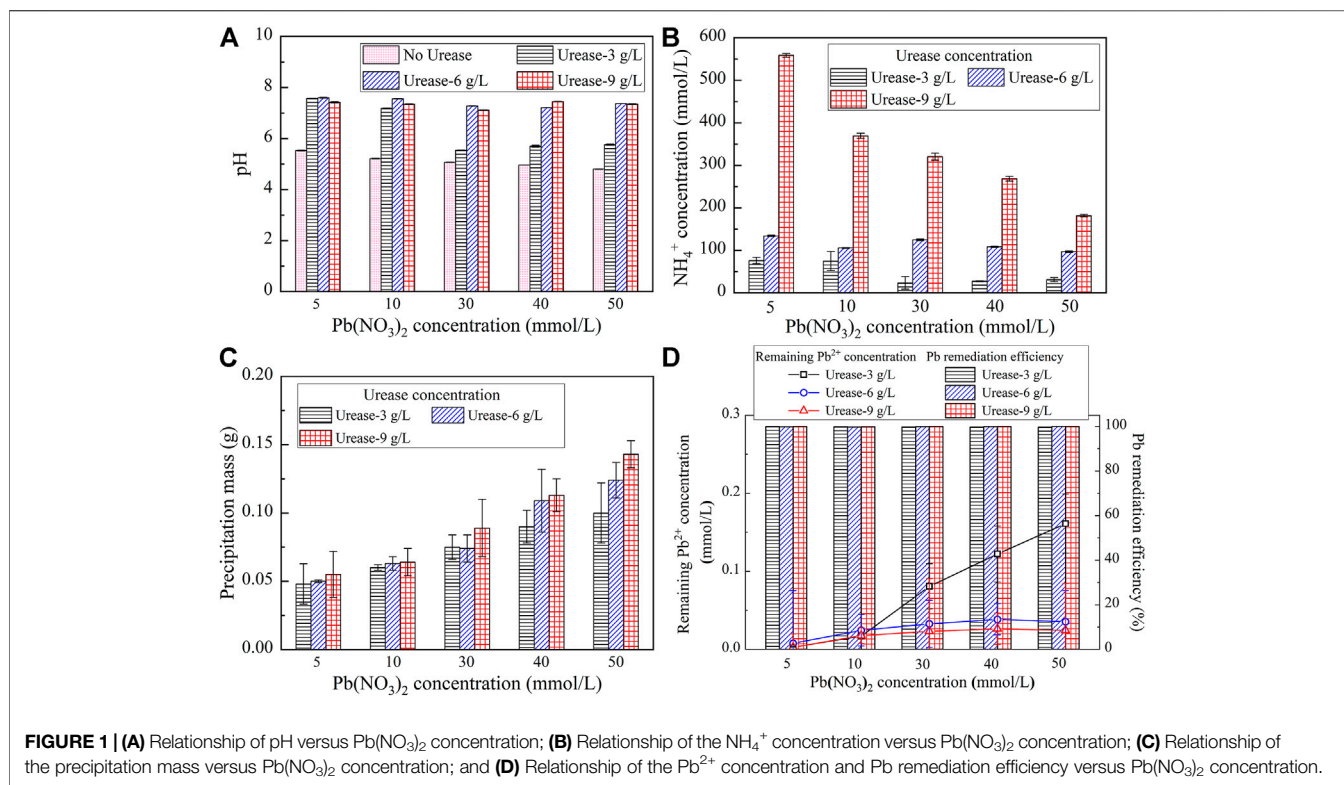 A
10
8
6
4
2
0
pH
No Urease
Urease-3 g/L
Urease-6 g/L
Urease-9 g/L
5 10 30 40 50
Pb(NO₃)₂ concentration (mmol/L)
B
600
500
400
300
200
100
0
NH₄⁺ concentration (mmol/L)
Urease concentration
Urease-3 g/L
Urease-6 g/L
Urease-9 g/L
5 10 30 40 50
Pb(NO₃)₂ concentration (mmol/L)
C
0.20
0.15
0.10
0.05
0.00
Precipitation mass (g)
Urease concentration
Urease-3 g/L
Urease-6 g/L
Urease-9 g/L
5 10 30 40 50
Pb(NO₃)₂ concentration (mmol/L)
D
Remaining Pb²⁺ concentration
Urease-3 g/L
Urease-6 g/L
Urease-9 g/L
Pb remediation efficiency
Urease-3 g/L
Urease-6 g/L
Urease-9 g/L
0.3
0.2
0.1
0.0
Remaining Pb²⁺ concentration
(mmol/L)
100
80
60
40
20
0
Pb remediation efficiency (%)
5 10 30 40 50
Pb(NO₃)₂ concentration (mmol/L)
FIGURE 1 | (A) Relationship of pH versus Pb(NO₃)₂ concentration; (B) Relationship of the NH₄⁺ concentration versus Pb(NO₃)₂ concentration; (C) Relationship of
the precipitation mass versus Pb(NO₃)₂ concentration; and (D) Relationship of the Pb²⁺ concentration and Pb remediation efficiency versus Pb(NO₃)₂ concentration.